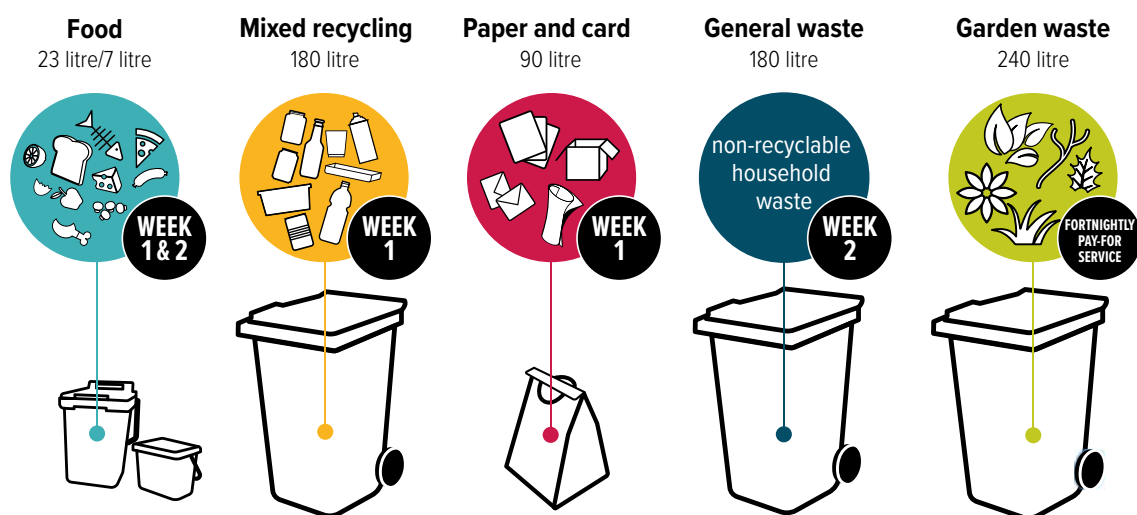 Food
23 litre/7 litre
WEEK
1 & 2
Mixed recycling
180 litre
WEEK
1
Paper and card
90 litre
WEEK
1
General waste
180 litre
non-recyclable
household
waste
WEEK
2
Garden waste
240 litre
FORTNIGHTLY
PAY-FOR
SERVICE